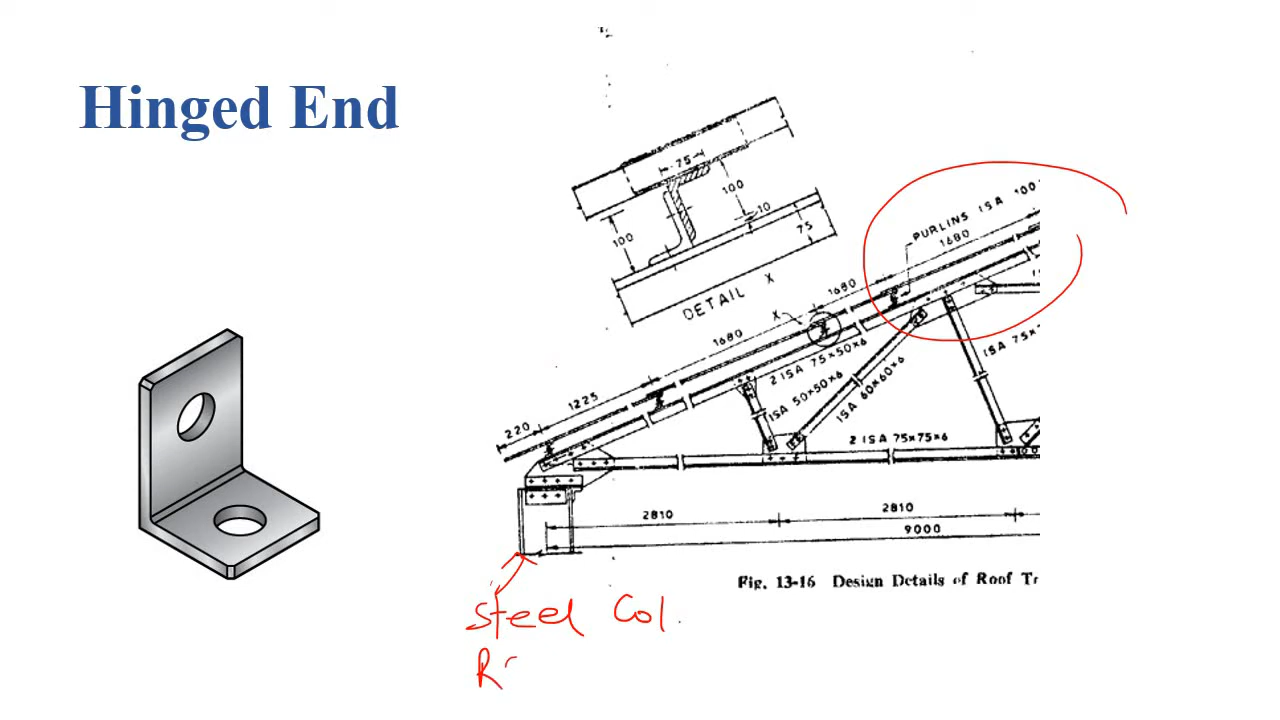 Hinged End
75
100
100
10
75
DETAIL X
PURLINS ISA 100
1680
1680
X
1680
1225
220
2 ISA 75×50×6
ISA 50×50×6
ISA 60×60×6
ISA 75×
2 ISA 75×75×6
2810
2810
9000
Fig. 13-16 Design Details of Roof
Steel Col.